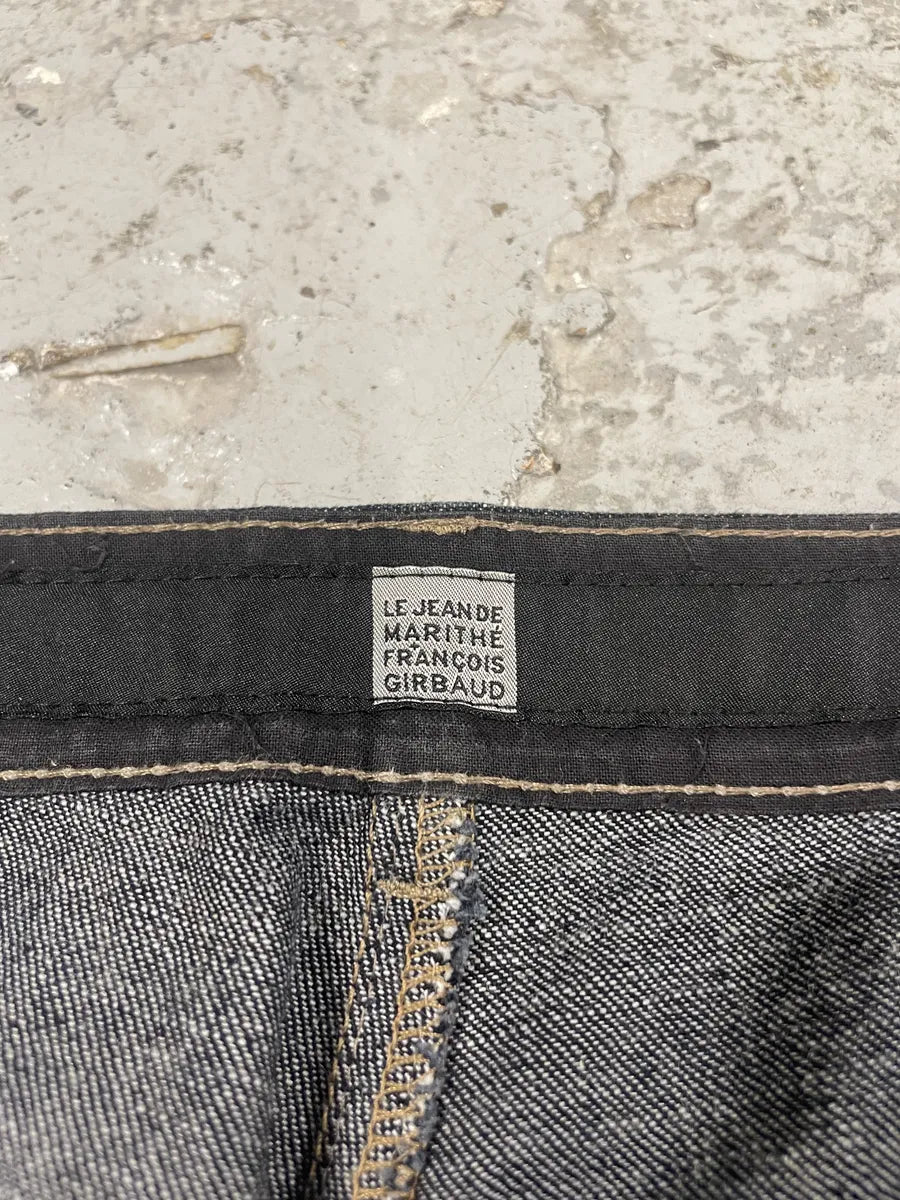 LE JEAN DE
MARITHÉ
+
FRANÇOIS
GIRBAUD